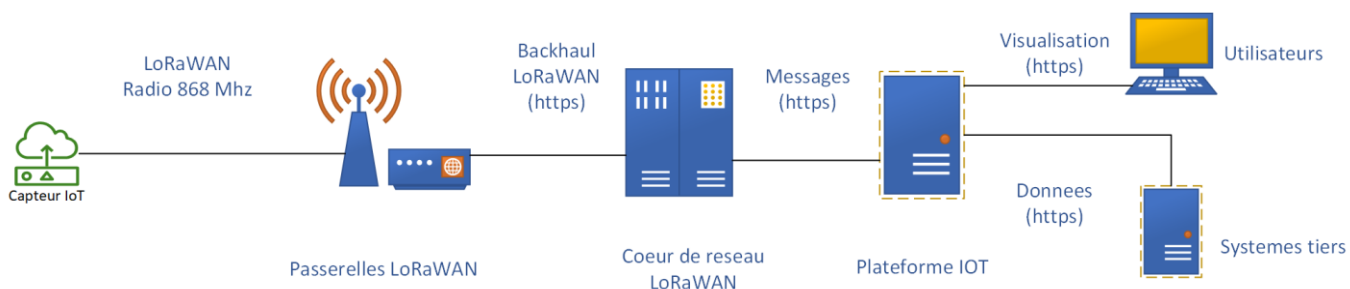 LoRaWAN
Radio 868 Mhz
Backhaul
LoRaWAN
(https)
Messages
(https)
Visualisation
(https)
Utilisateurs
Capteur IoT
Donnees
(https)
Passerelles LoRaWAN
Coeur de reseau
LoRaWAN
Plateforme IOT
Systemes tiers